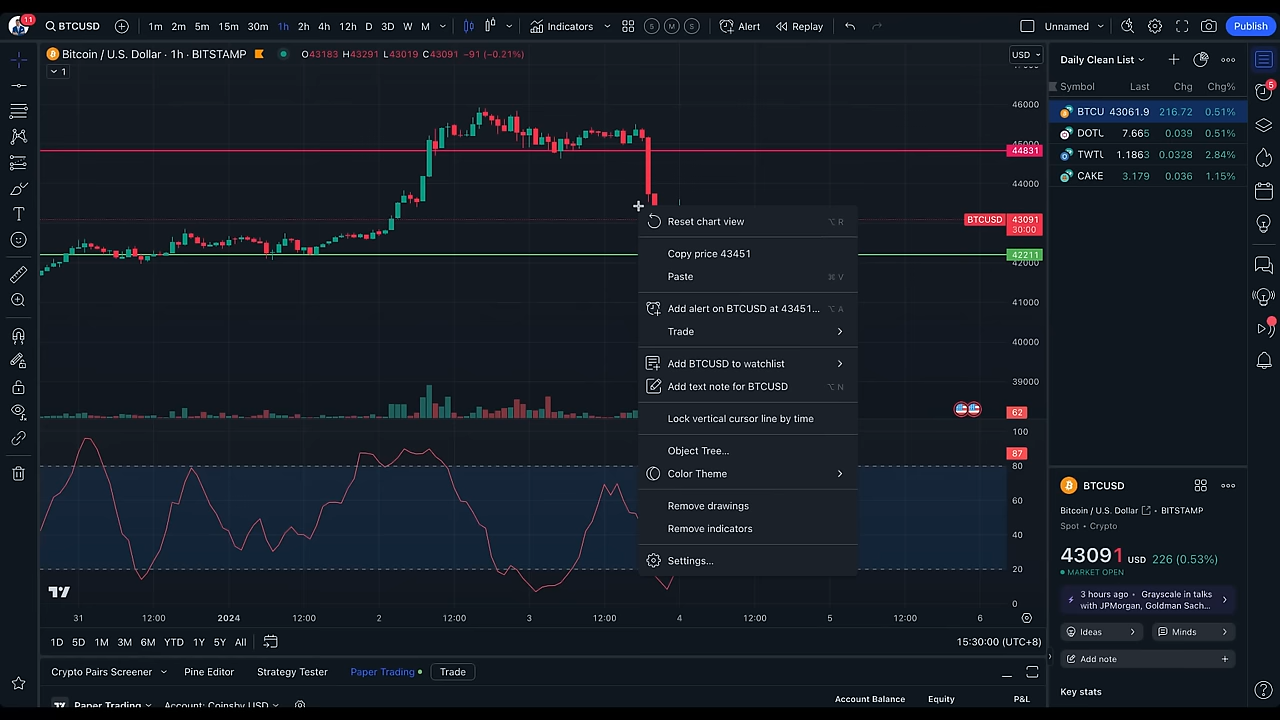 11
BTCUSD
1m 2m 5m 15m 30m 1h 2h 4h 12h D 3D W M
Indicators
S M S
Alert
Replay
Unnamed
Publish
Bitcoin / U.S. Dollar · 1h · BITSTAMP
O43183 H43291 L43019 C43091 −91 (−0.21%)
USD
1
46000
44831
44000
BTCUSD 43091
30:00
42211
42000
41000
40000
39000
62
100
87
80
60
40
20
0
Reset chart view ⌥ R
Copy price 43451
Paste ⌘ V
Add alert on BTCUSD at 43451... ⌥ A
Trade
Add BTCUSD to watchlist
Add text note for BTCUSD ⌥ N
Lock vertical cursor line by time
Object Tree...
Color Theme
Remove drawings
Remove indicators
Settings...
31 12:00 2024 12:00 2 12:00 3 12:00 4 12:00 5 12:00 6
1D 5D 1M 3M 6M YTD 1Y 5Y All
15:30:00 (UTC+8)
Crypto Pairs Screener
Pine Editor
Strategy Tester
Paper Trading
Trade
Paper Trading
Account: Coinsby USD
Account Balance Equity P&L
Daily Clean List
Symbol Last Chg Chg%
BTCU 43061.9 216.72 0.51%
DOTU 7.665 0.039 0.51%
TWTU 1.1863 0.0328 2.84%
CAKE 3.179 0.036 1.15%
5
BTCUSD
Bitcoin / U.S. Dollar • BITSTAMP
Spot • Crypto
43091 USD 226 (0.53%)
MARKET OPEN
3 hours ago • Grayscale in talks
with JPMorgan, Goldman Sach...
Ideas
Minds
Add note
Key stats